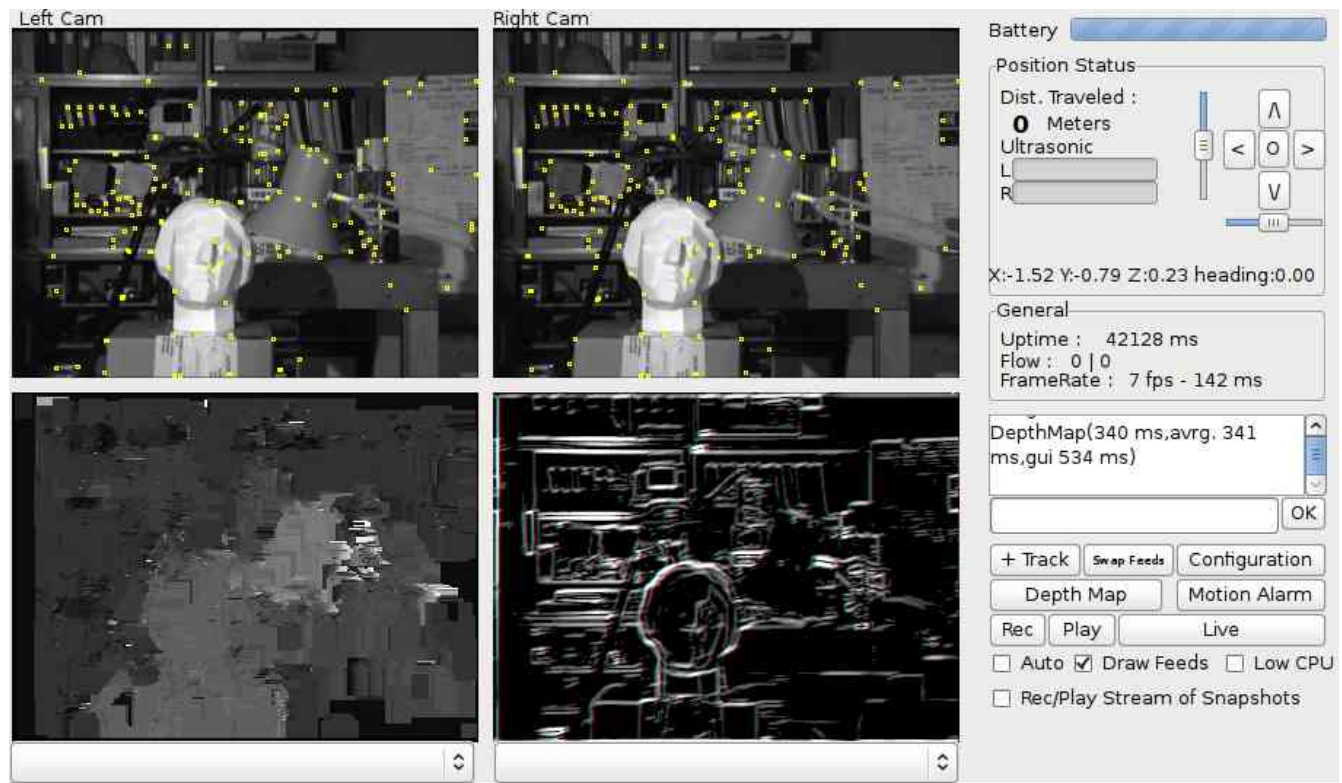 Left Cam
Right Cam
Battery
Position Status
Dist. Traveled :
0 Meters
Ultrasonic
L
R
Λ
< O >
V
X:-1.52 Y:-0.79 Z:0.23 heading:0.00
General
Uptime : 42128 ms
Flow : 0 | 0
FrameRate : 7 fps - 142 ms
DepthMap(340 ms,avrg. 341
ms,gui 534 ms)
OK
+ Track
Swap Feeds
Configuration
Depth Map
Motion Alarm
Rec
Play
Live
Auto
Draw Feeds
Low CPU
Rec/Play Stream of Snapshots